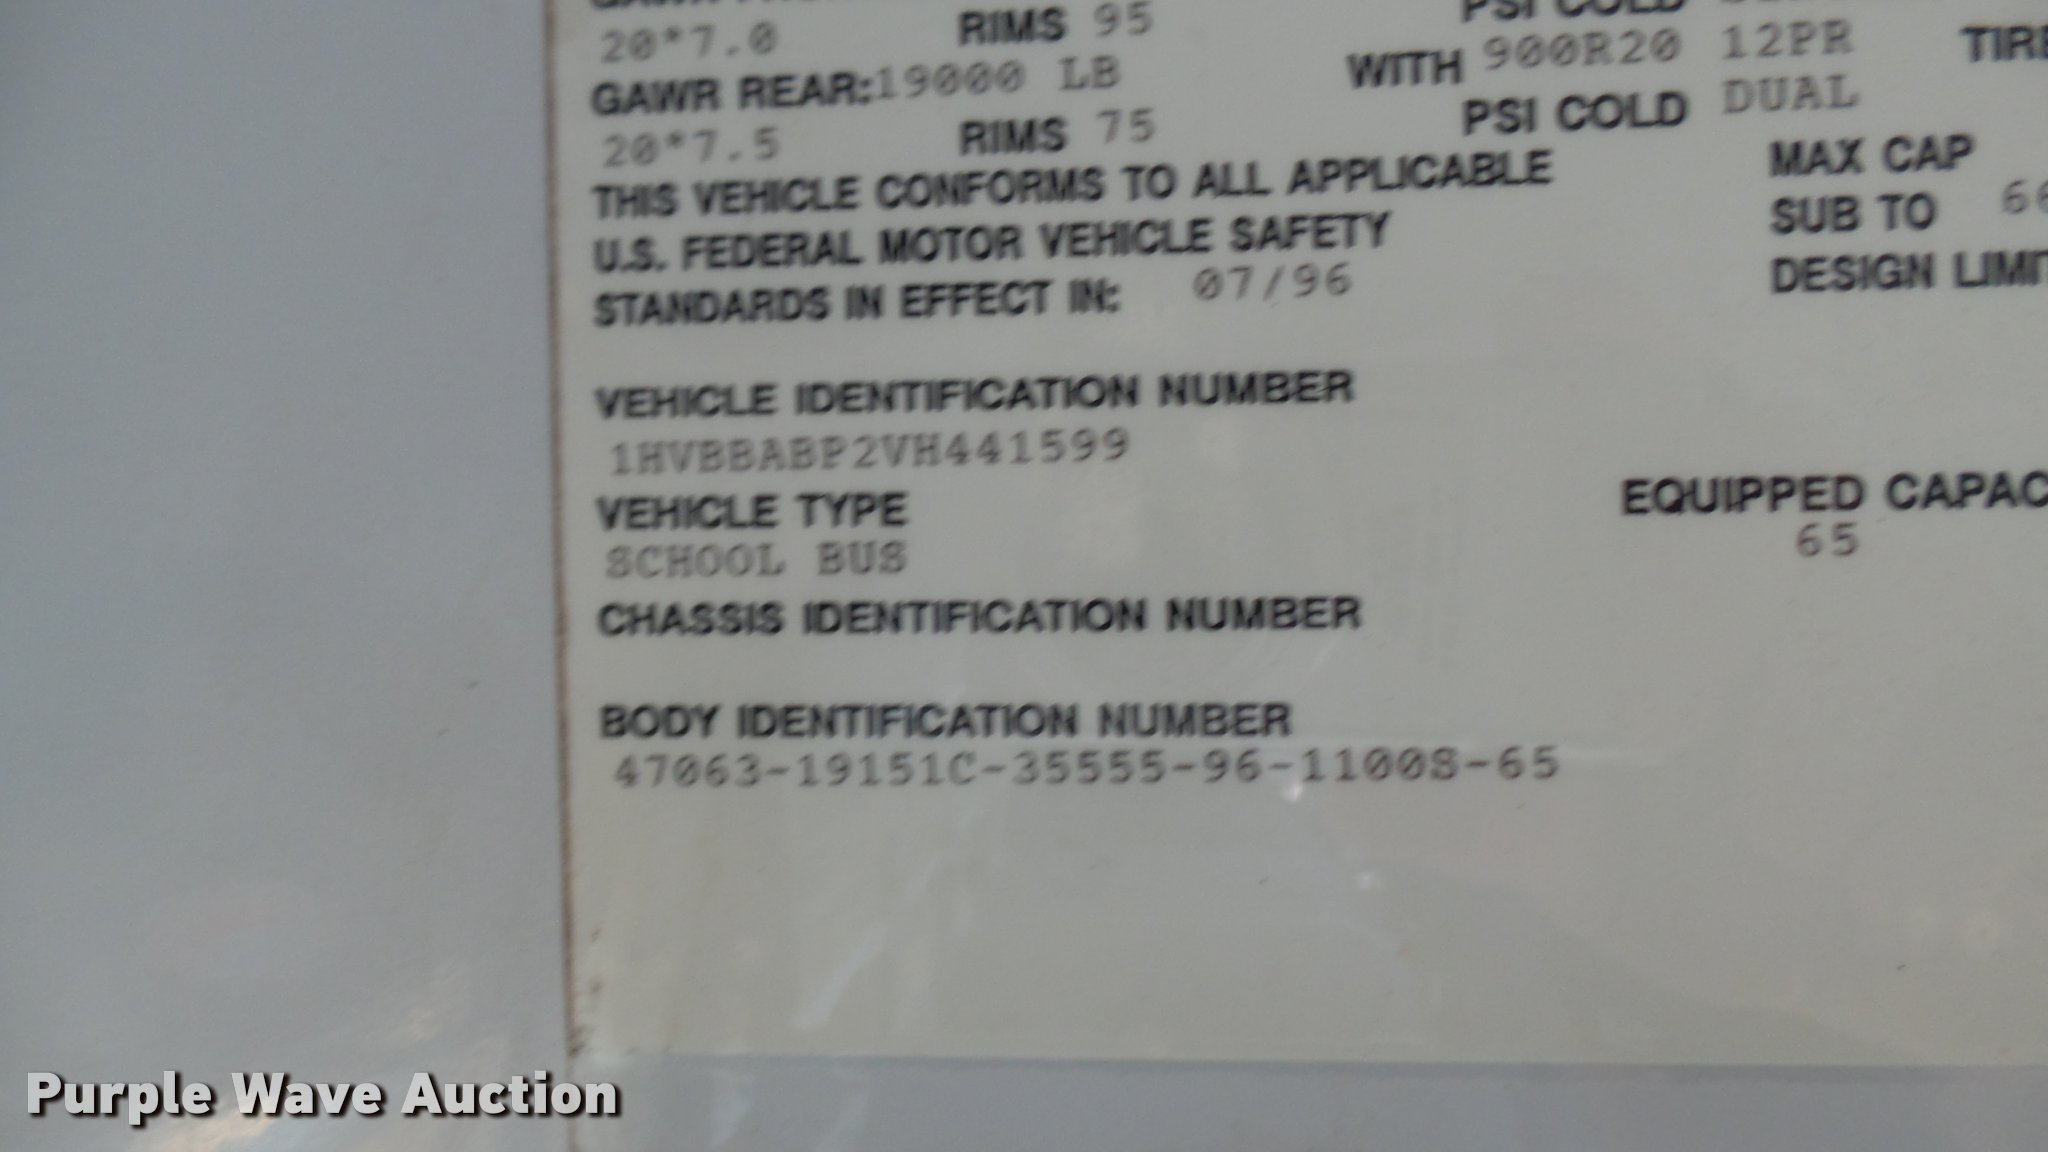 20*7.0 RIMS 95 PSI COLD
GAWR REAR:19000 LB WITH 900R20 12PR
20*7.5 RIMS 75 PSI COLD DUAL
THIS VEHICLE CONFORMS TO ALL APPLICABLE MAX CAP
U.S. FEDERAL MOTOR VEHICLE SAFETY SUB TO
STANDARDS IN EFFECT IN: 07/96 DESIGN
VEHICLE IDENTIFICATION NUMBER
1HVBBABP2VH441599
VEHICLE TYPE EQUIPPED
SCHOOL BUS 65
CHASSIS IDENTIFICATION NUMBER
BODY IDENTIFICATION NUMBER
47063-19151C-35555-96-11008-65
Purple Wave Auction